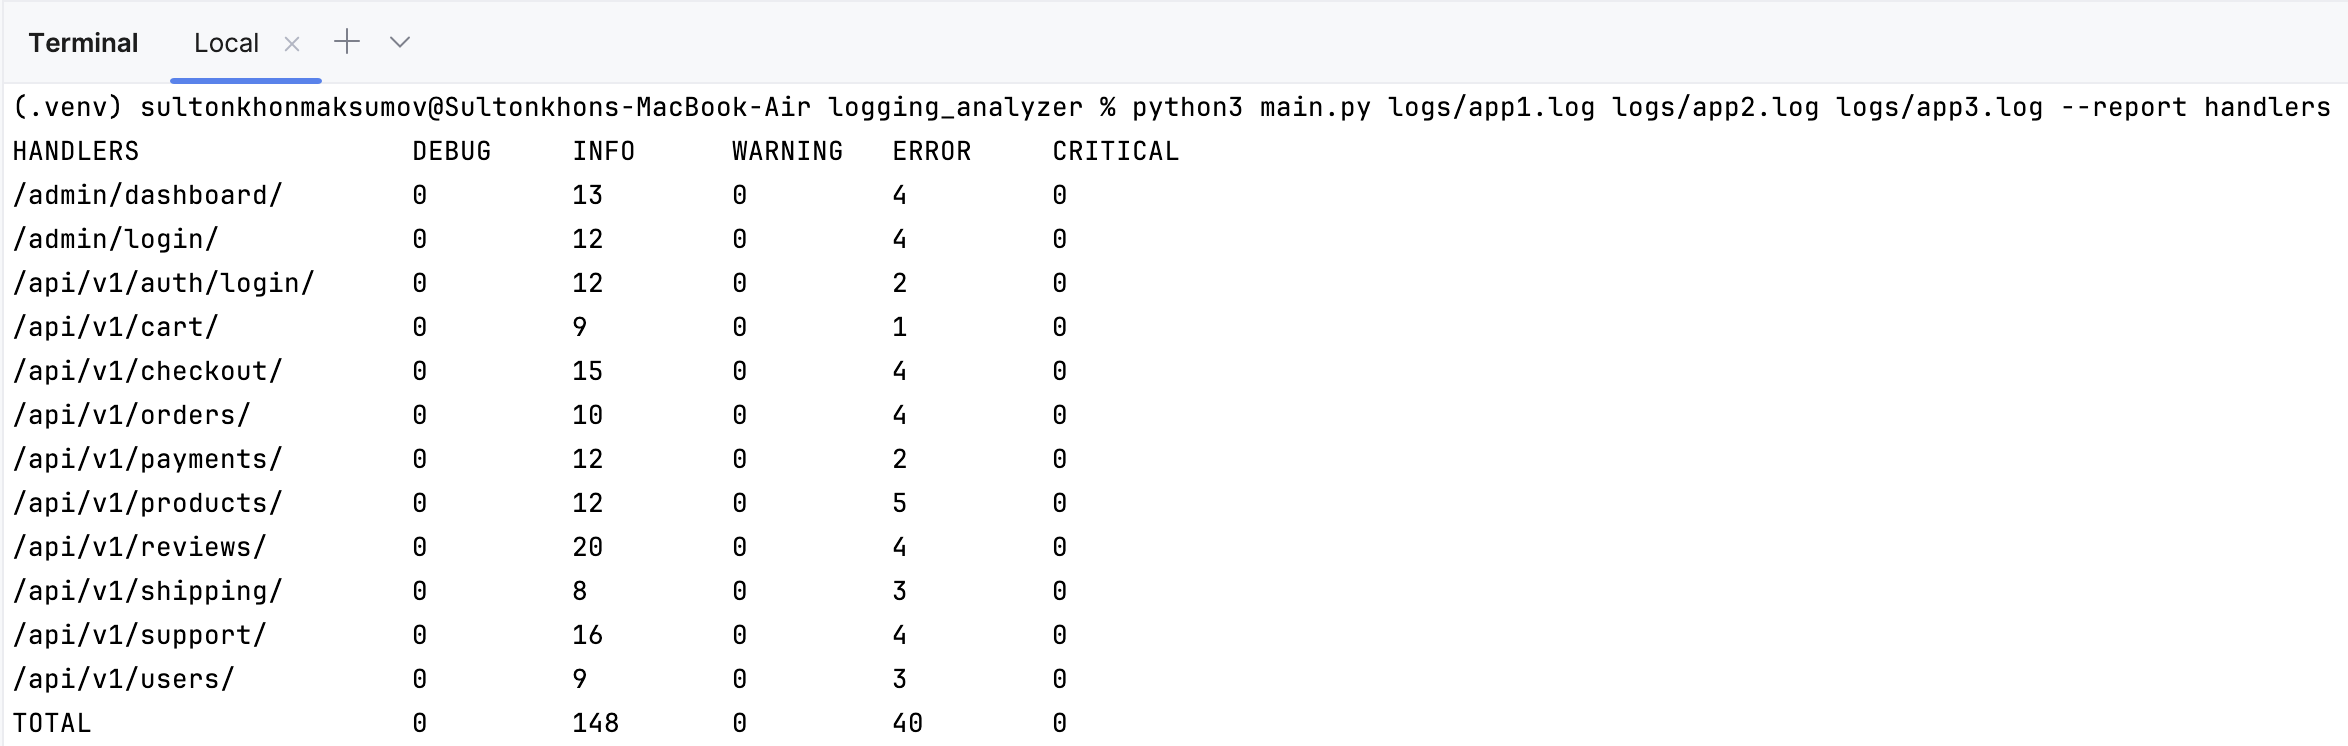 Terminal Local
(.venv) sultonkhonmaksumov@Sultonkhons-MacBook-Air logging_analyzer % python3 main.py logs/app1.log logs/app2.log logs/app3.log --report handlers
HANDLERS DEBUG INFO WARNING ERROR CRITICAL
/admin/dashboard/ 0 13 0 4 0
/admin/login/ 0 12 0 4 0
/api/v1/auth/login/ 0 12 0 2 0
/api/v1/cart/ 0 9 0 1 0
/api/v1/checkout/ 0 15 0 4 0
/api/v1/orders/ 0 10 0 4 0
/api/v1/payments/ 0 12 0 2 0
/api/v1/products/ 0 12 0 5 0
/api/v1/reviews/ 0 20 0 4 0
/api/v1/shipping/ 0 8 0 3 0
/api/v1/support/ 0 16 0 4 0
/api/v1/users/ 0 9 0 3 0
TOTAL 0 148 0 40 0